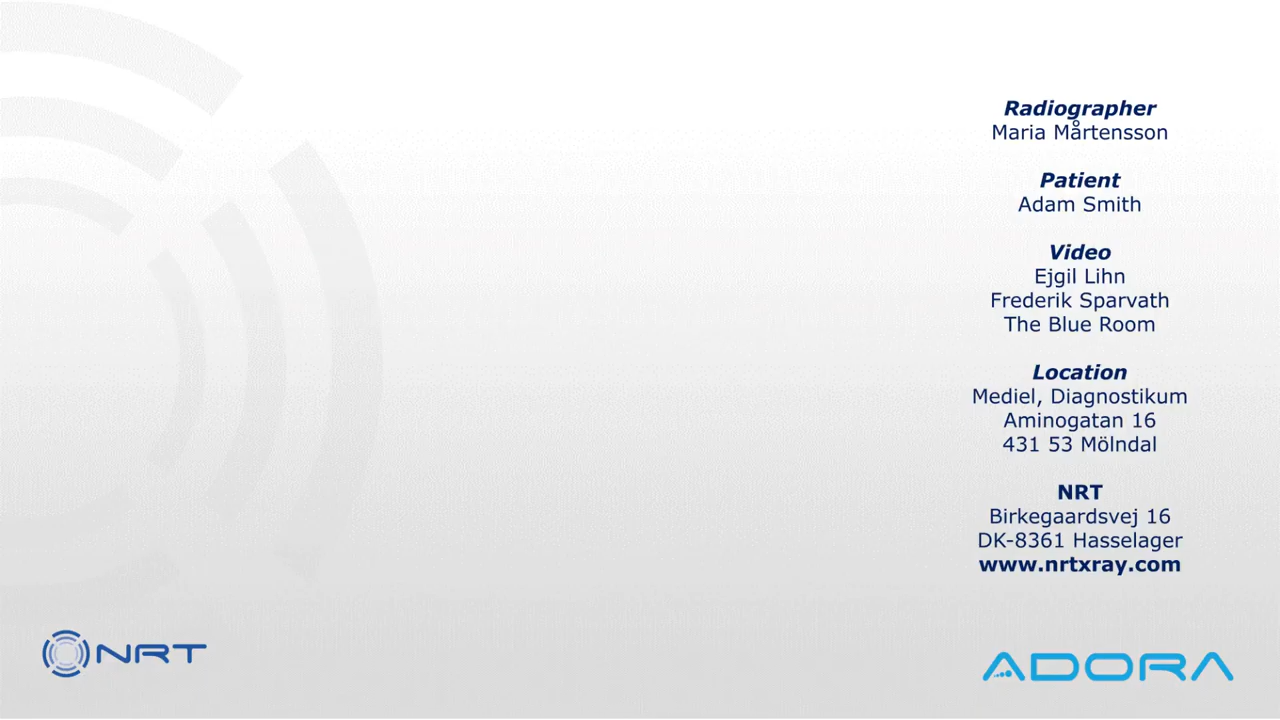 Radiographer
Maria Mårtensson
Patient
Adam Smith
Video
Ejgil Lihn
Frederik Sparvath
The Blue Room
Location
Mediel, Diagnostikum
Aminogatan 16
431 53 Mölndal
NRT
Birkegaardsvej 16
DK-8361 Hasselager
www.nrtxray.com
NRT
ADORA